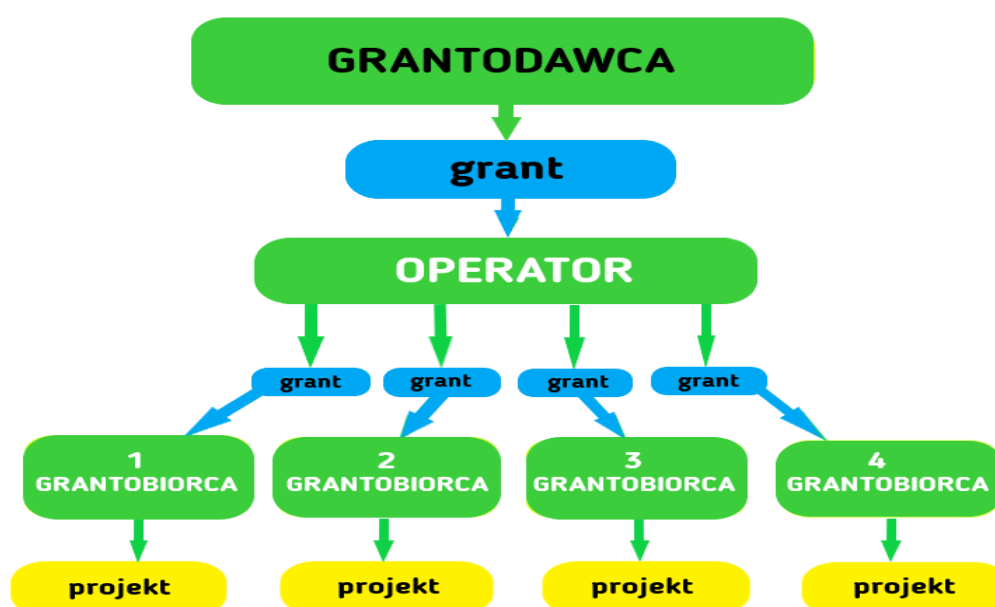 GRANTODAWCA
grant
OPERATOR
grant
grant
grant
grant
1
GRANTOBIORCA
2
GRANTOBIORCA
3
GRANTOBIORCA
4
GRANTOBIORCA
projekt
projekt
projekt
projekt